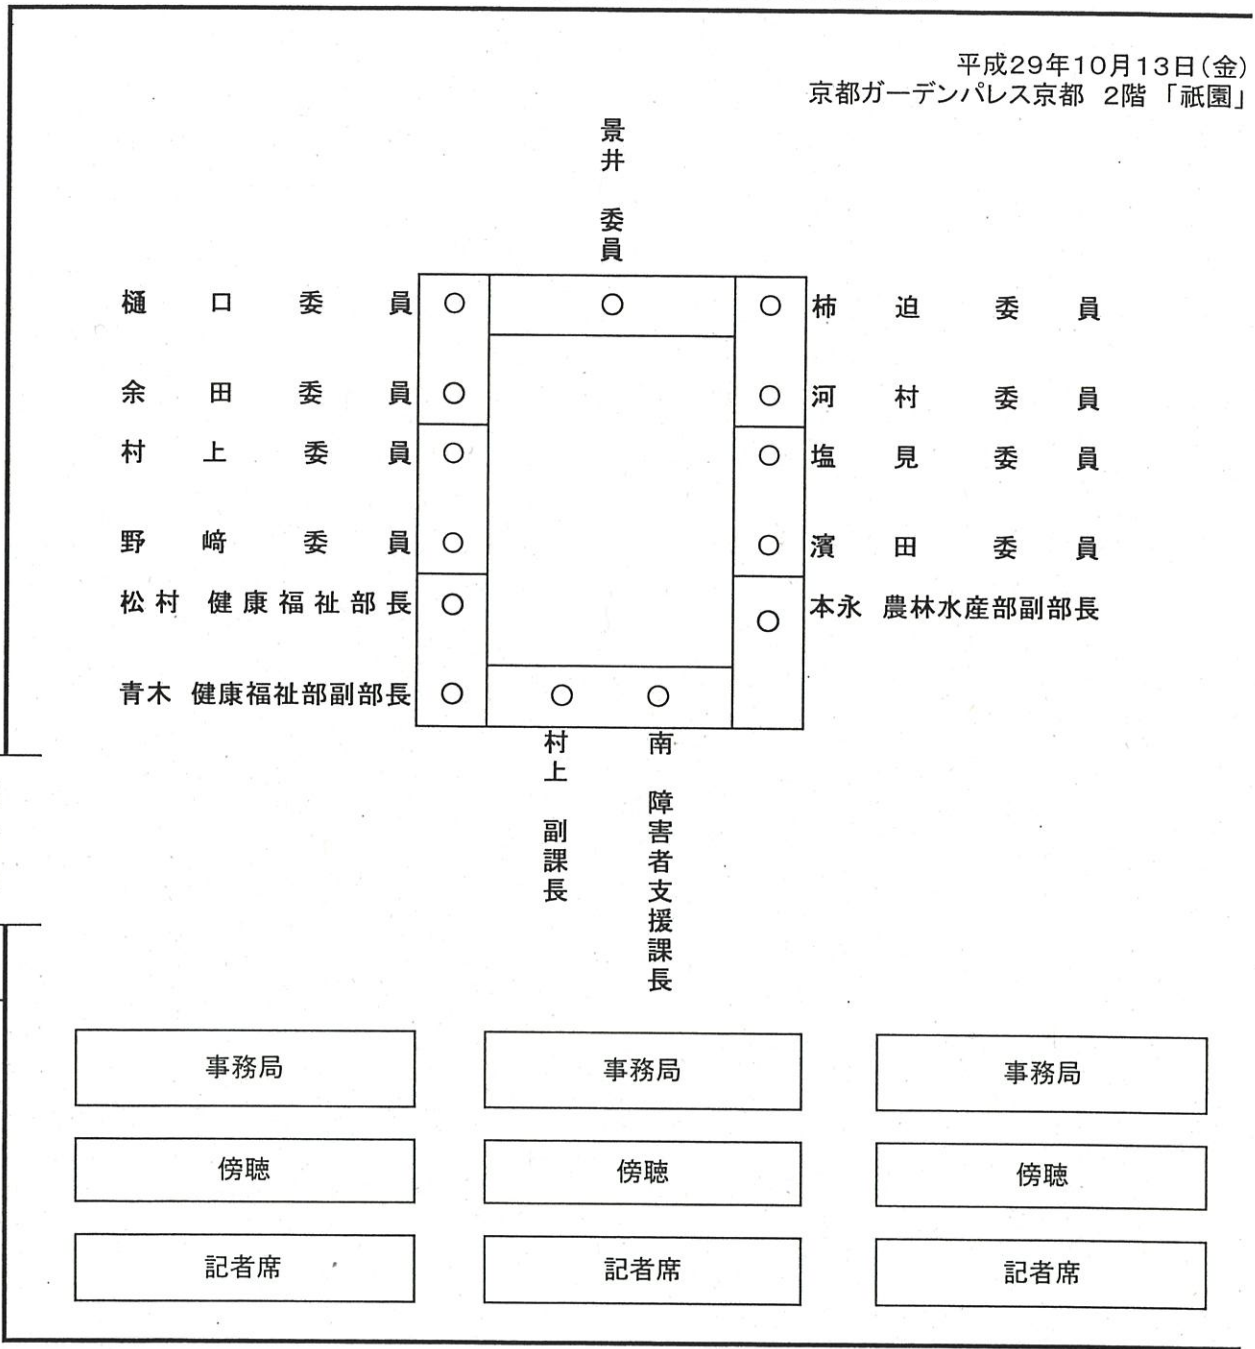 平成29年10月13日(金)
京都ガーデンパレス京都 2階 「祇園」
景井 委員
樋口委員
柿迫委員
余田委員
河村委員
村上委員
塩見委員
野﨑委員
濱田委員
松村 健康福祉部長
本永 農林水産部副部長
青木 健康福祉部副部長
村上 副課長
南 障害者支援課長
事務局
事務局
事務局
傍聴
傍聴
傍聴
記者席
記者席
記者席